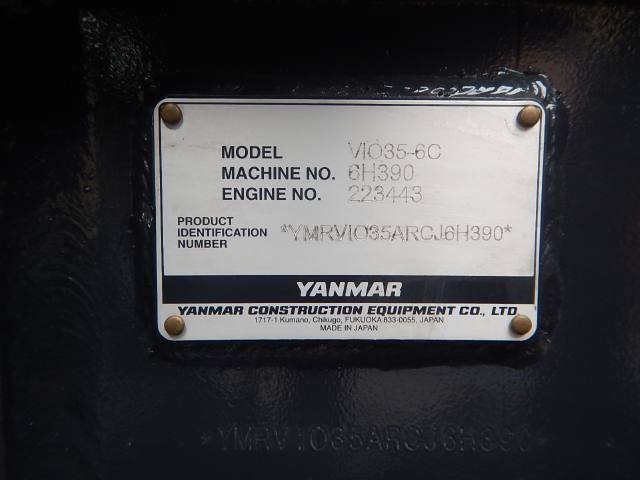 MODEL VIO35-6C
MACHINE NO. 6H390
ENGINE NO. 223443
PRODUCT
IDENTIFICATION *YMRVIO35ARCJ6H390*
NUMBER
YANMAR
YANMAR CONSTRUCTION EQUIPMENT CO., LTD
1717-1 Kumano, Chikugo, FUKUOKA 833-0055, JAPAN
MADE IN JAPAN
*YMRV1O35ARCJ6H390*